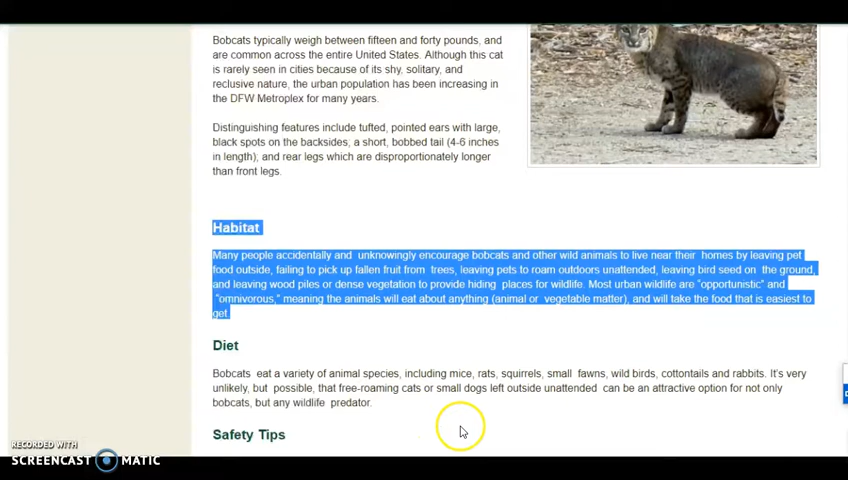 Bobcats typically weigh between fifteen and forty pounds, and
are common across the entire United States. Although this cat
is rarely seen in cities because of its shy, solitary, and
reclusive nature, the urban population has been increasing in
the DFW Metroplex for many years.
Distinguishing features include tufted, pointed ears with large,
black spots on the backsides, a short, bobbed tail (4-6 inches
in length); and rear legs which are disproportionately longer
than front legs.
Habitat
Many people accidentally and unknowingly encourage bobcats and other wild animals to live near their homes by leaving pet
food outside, failing to pick up fallen fruit from trees, leaving pets to roam outdoors unattended, leaving bird seed on the ground,
and leaving wood piles or dense vegetation to provide hiding places for wildlife. Most urban wildlife are "opportunistic" and
"omnivorous," meaning the animals will eat about anything (animal or vegetable matter), and will take the food that is easiest to
get.
Diet
Bobcats eat a variety of animal species, including mice, rats, squirrels, small fawns, wild birds, cottontails and rabbits. It's very
unlikely, but possible, that free-roaming cats or small dogs left outside unattended can be an attractive option for not only
bobcats, but any wildlife predator.
Safety Tips
RECORDED WITH
SCREENCAST MATIC